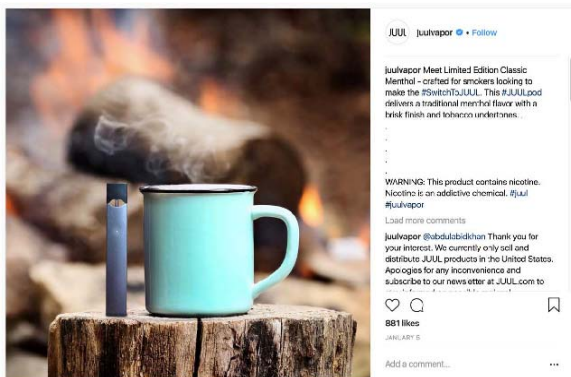 JUUL
juulvapor • Follow
juulvapor Meet Limited Edition Classic
Menthol - crafted for smokers looking to
make the #SwitchToJUUL. This #JUULpod
delivers a traditional menthol flavor with a
brisk finish and tobacco undertones..
.
.
.
.
.
WARNING: This product contains nicotine.
Nicotine is an addictive chemical. #juul
#juulvapor
Load more comments
juulvapor @abdulabidkhan Thank you for
your interest. We currently only sell and
distribute JUUL products in the United States.
Apologies for any inconvenience and
subscribe to our newsletter at JUUL.com to
881 likes
JANUARY 5
Add a comment...